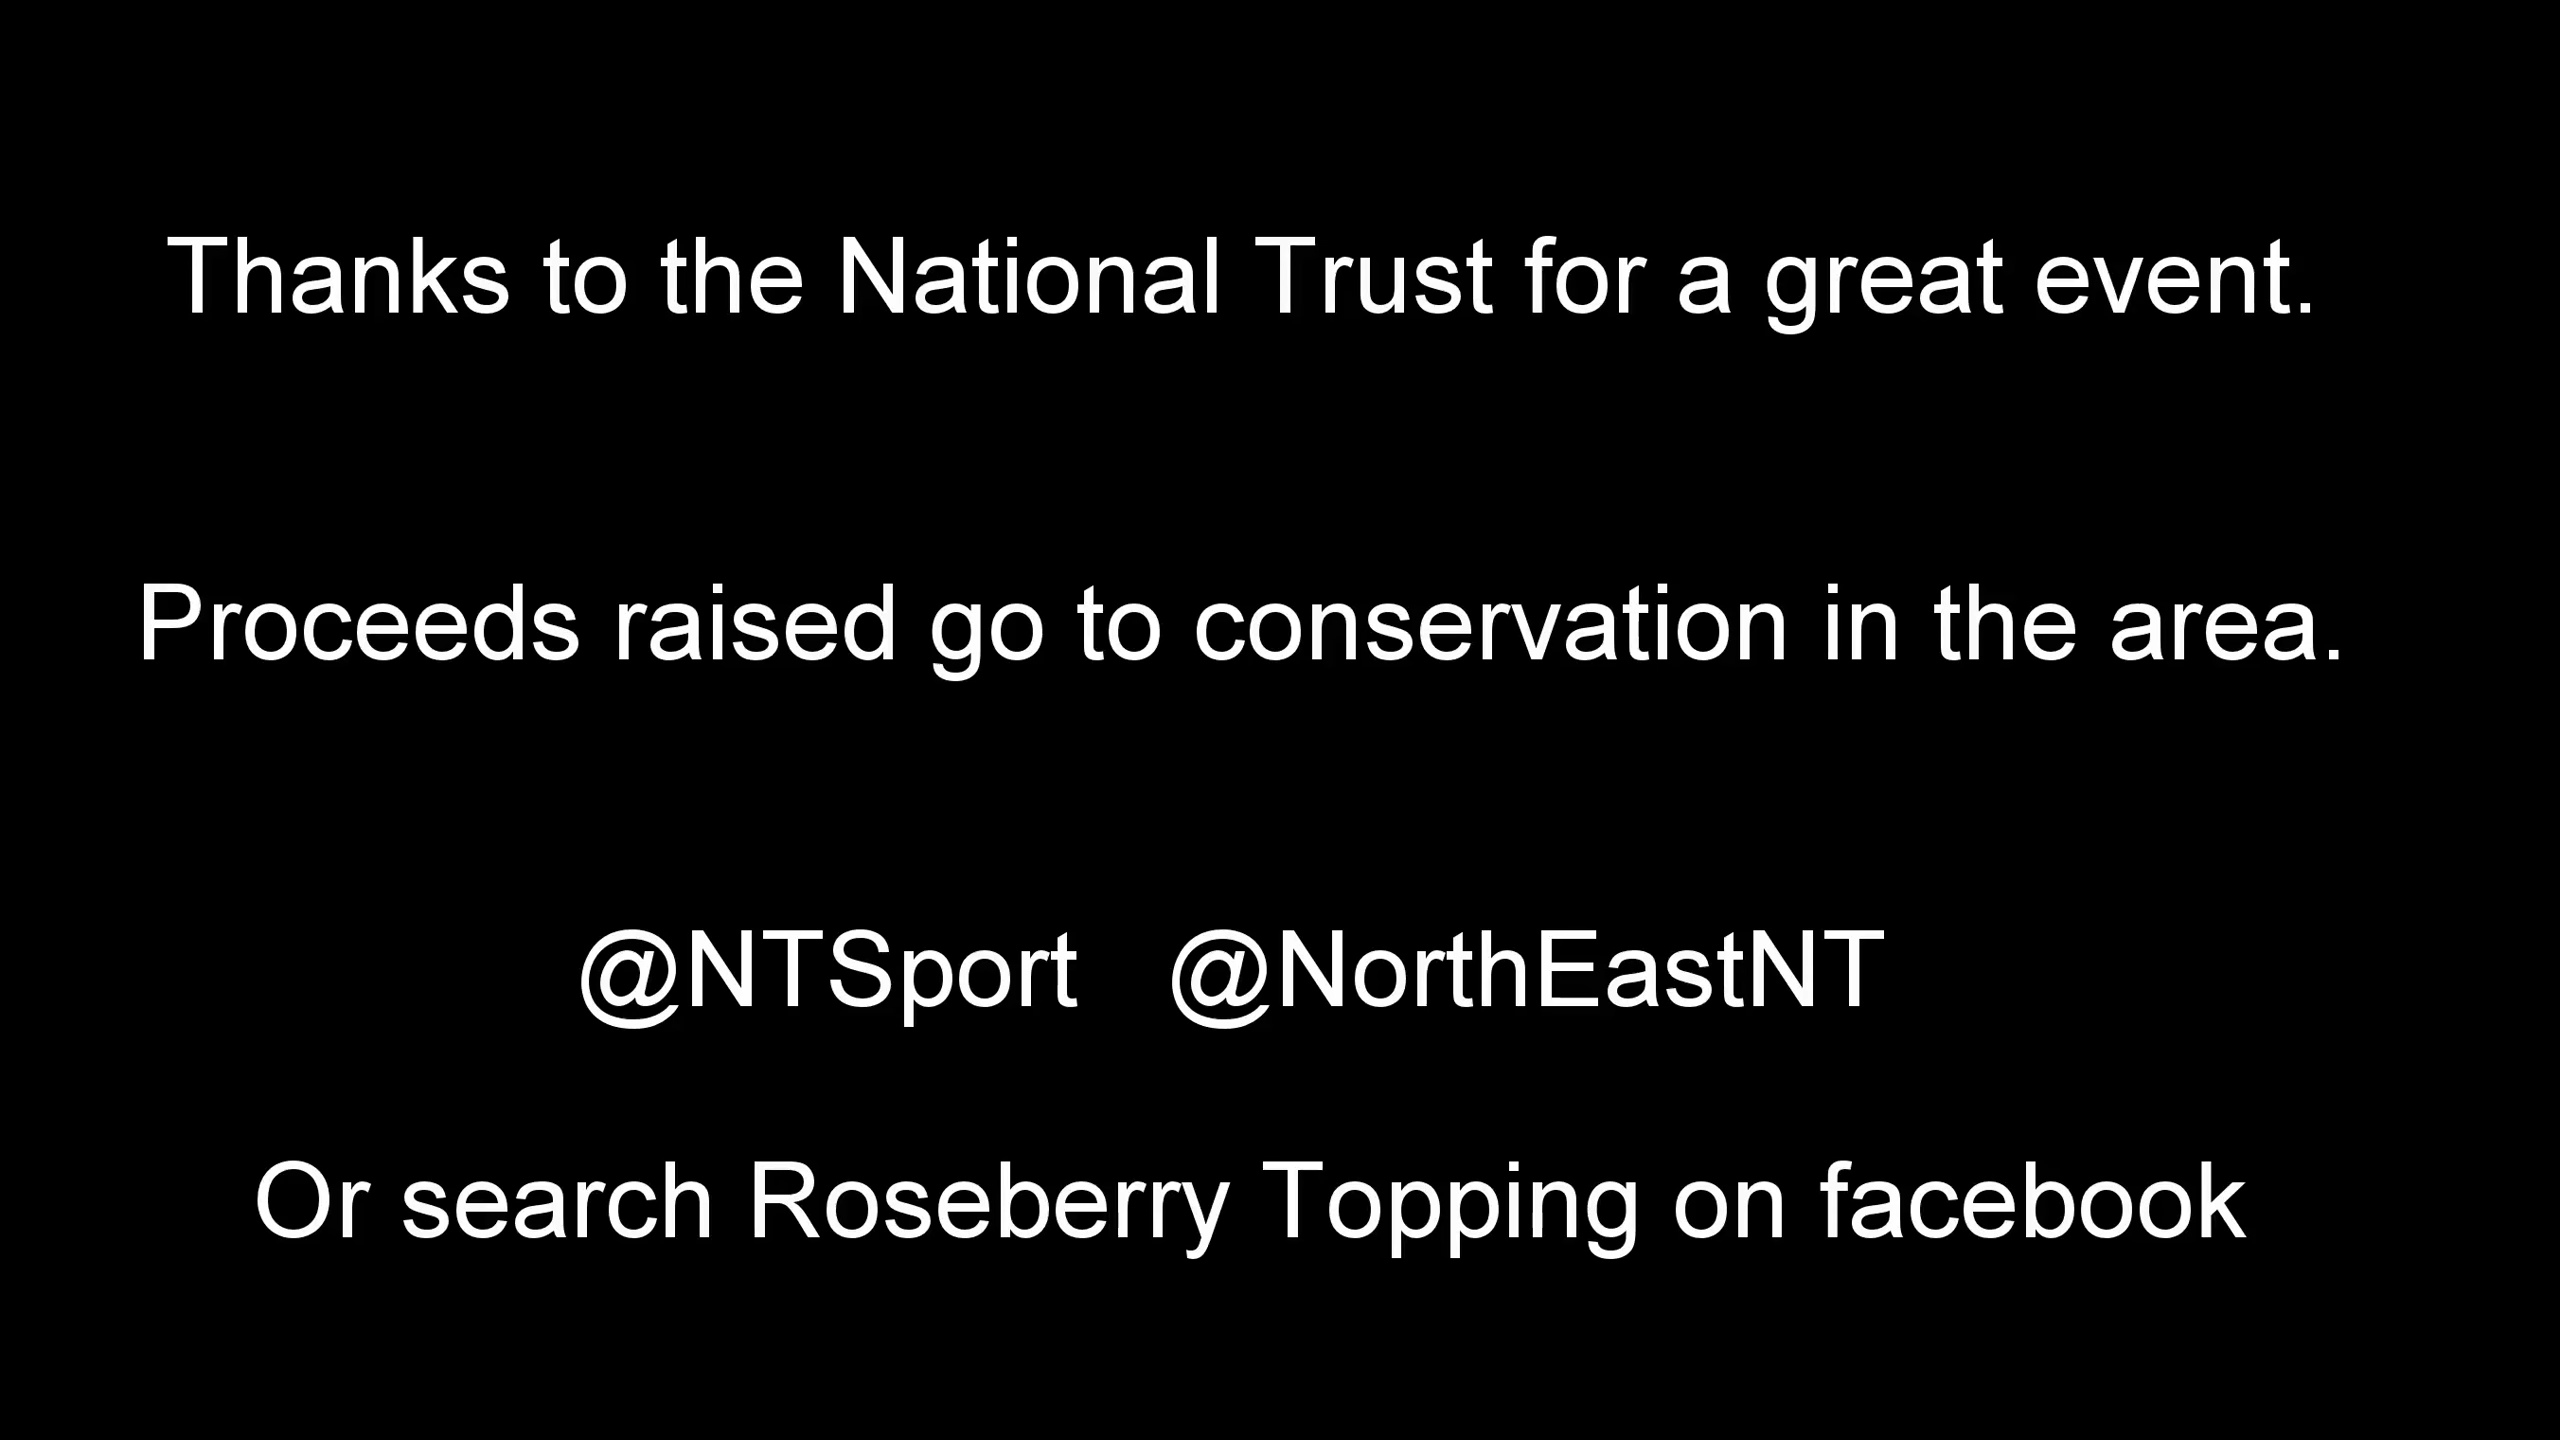 Thanks to the National Trust for a great event.
Proceeds raised go to conservation in the area.
@NTSport @NorthEastNT
Or search Roseberry Topping on facebook